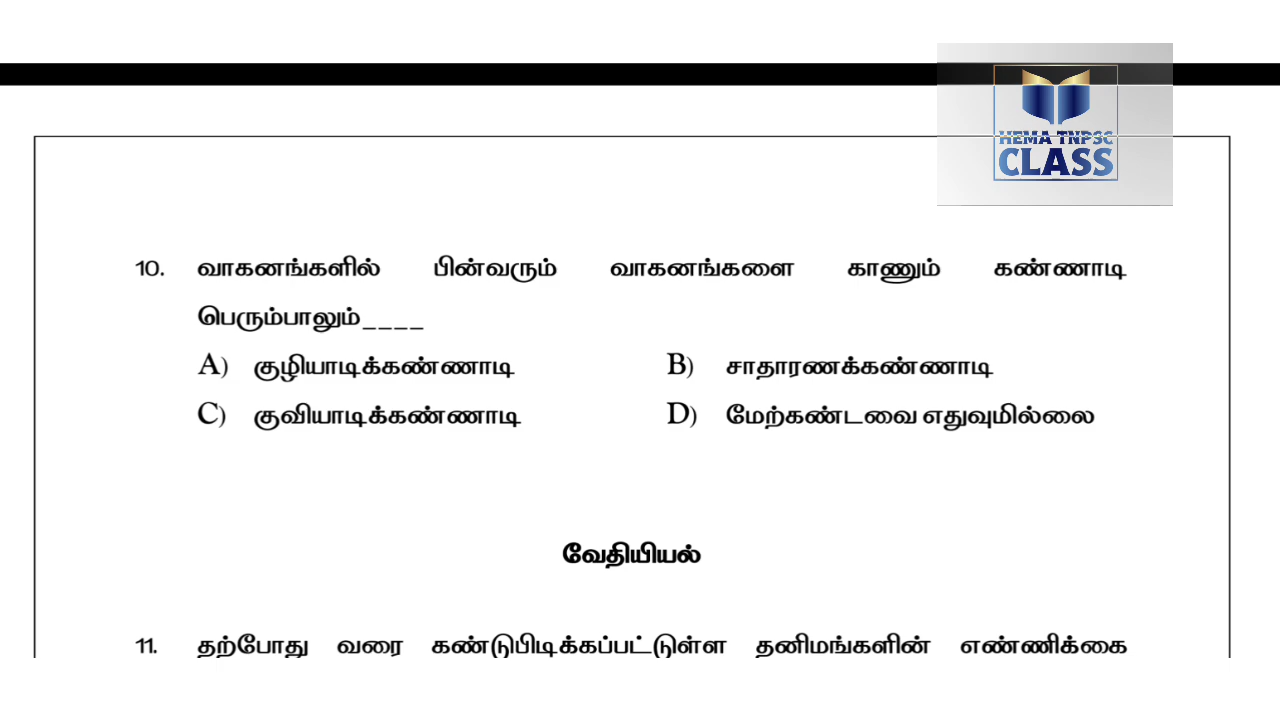 HEMA TNPSC
CLASS
10. வாகனங்களில் பின்வரும் வாகனங்களை காணும் கண்ணாடி
பெரும்பாலும்____
A) குழியாடிக்கண்ணாடி B) சாதாரணக்கண்ணாடி
C) குவியாடிக்கண்ணாடி D) மேற்கண்டவை எதுவுமில்லை
வேதியியல்
11. தற்போது வரை கண்டுபிடிக்கப்பட்டுள்ள தனிமங்களின் எண்ணிக்கை